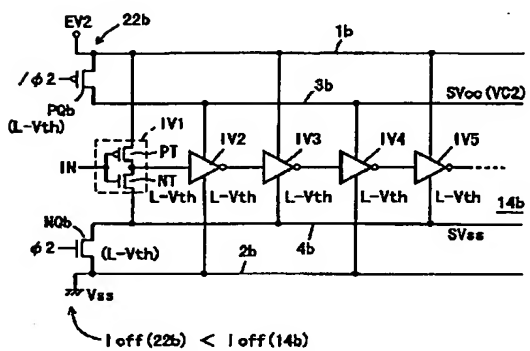 EV2 22b 1b
/φ2 3b SVcc (VC2)
PQb
(L-Vth) IV1 IV2 IV3 IV4 IV5
IN PT
NT
L-Vth L-Vth L-Vth L-Vth L-Vth 14b
NQb
φ2 (L-Vth) 4b SVss
2b
Vss
Ioff(22b) < Ioff(14b)